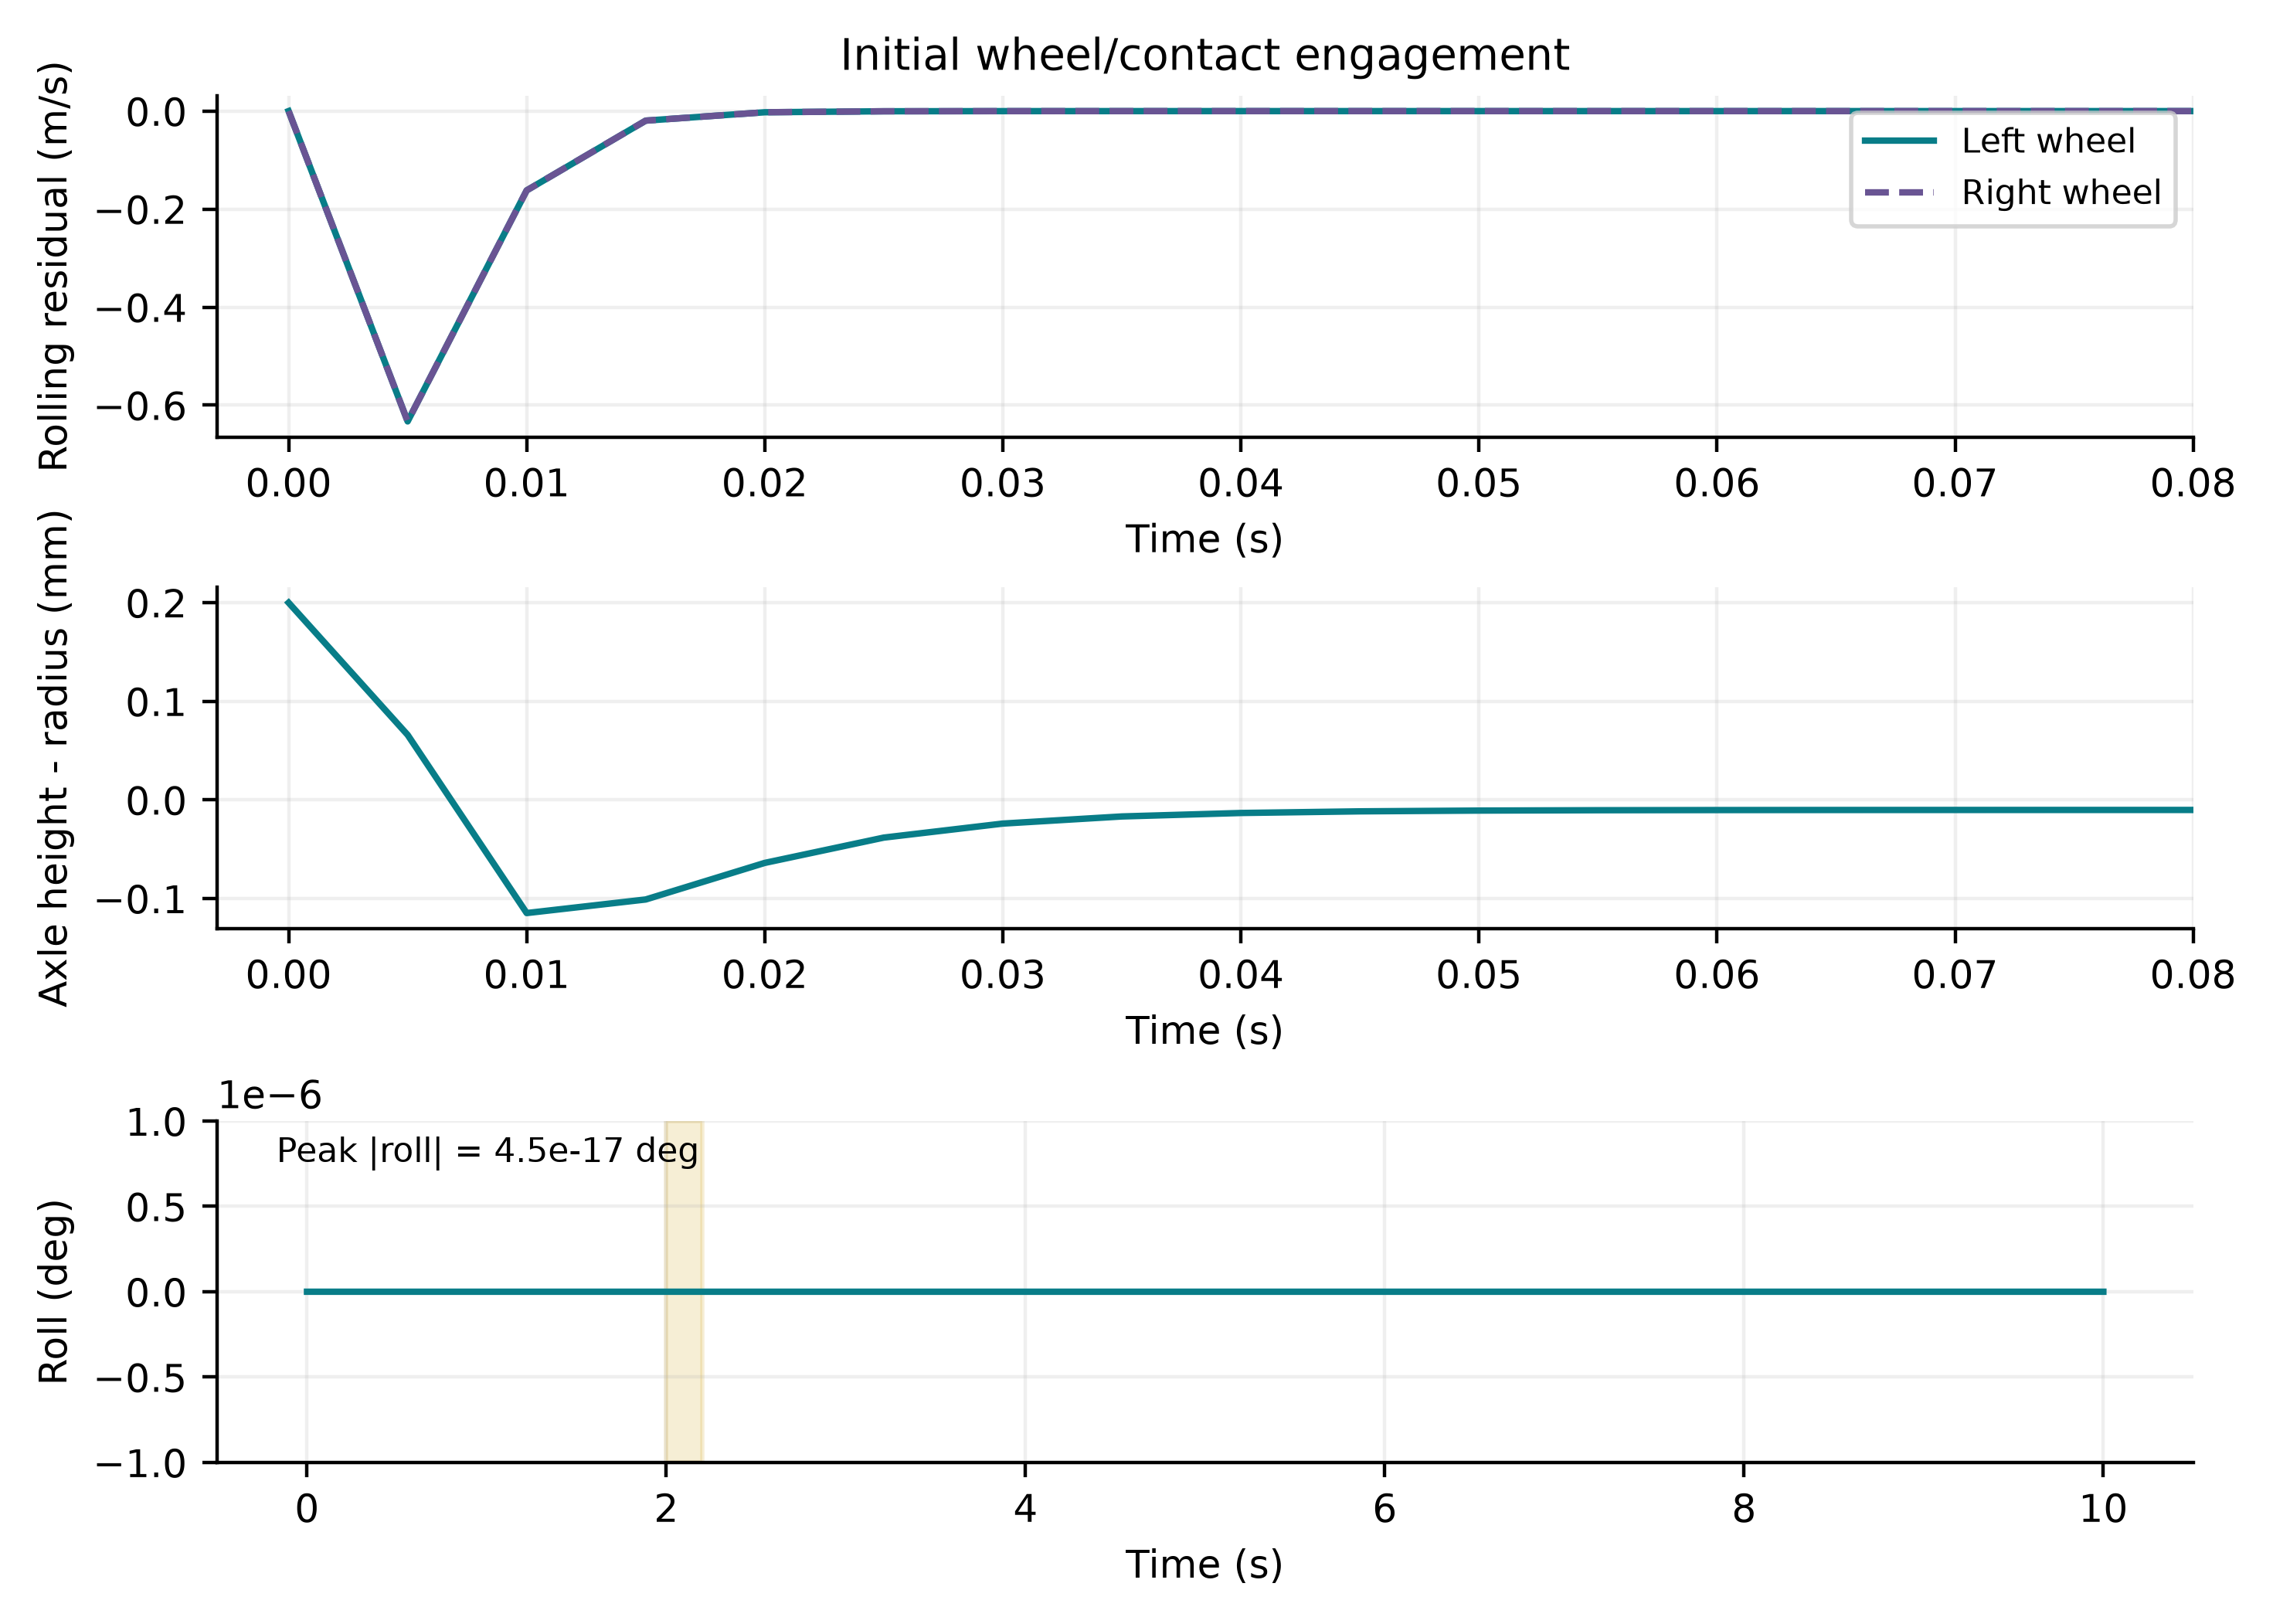 Initial wheel/contact engagement
Rolling residual (m/s)
0.0
−0.2
−0.4
−0.6
Left wheel
Right wheel
0.00 0.01 0.02 0.03 0.04 0.05 0.06 0.07 0.08
Time (s)
Axle height - radius (mm)
0.2
0.1
0.0
−0.1
0.00 0.01 0.02 0.03 0.04 0.05 0.06 0.07 0.08
Time (s)
1e−6
Roll (deg)
1.0
0.5
0.0
−0.5
−1.0
Peak |roll| = 4.5e-17 deg
0 2 4 6 8 10
Time (s)